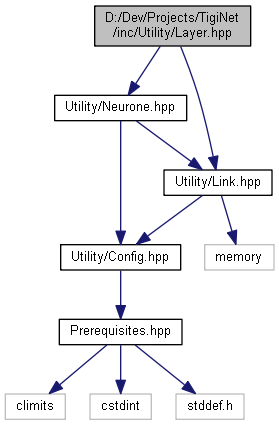 D:/Dev/Projects/TigiNet
/inc/Utility/Layer.hpp
Utility/Neurone.hpp
Utility/Link.hpp
Utility/Config.hpp
memory
Prerequisites.hpp
climits
cstdint
stddef.h